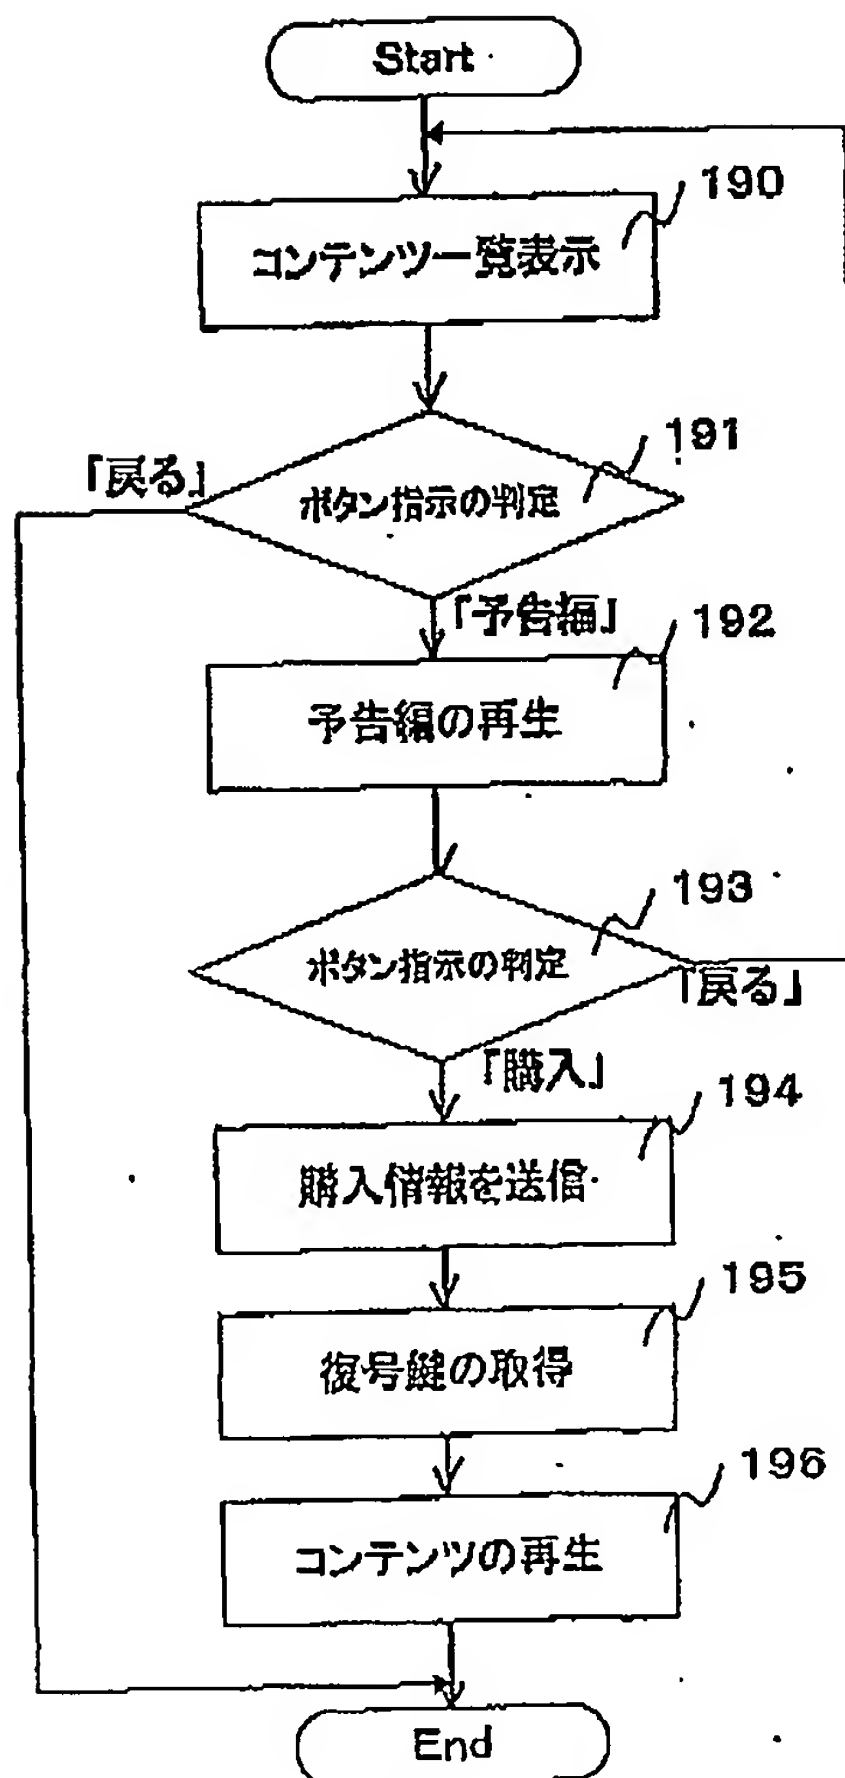 Start
190
コンテンツ一覧表示
191
「戻る」
ボタン指示の判定
「予告編」
192
予告編の再生
193
ボタン指示の判定
「戻る」
「購入」
194
購入情報を送信
195
復号鍵の取得
196
コンテンツの再生
End